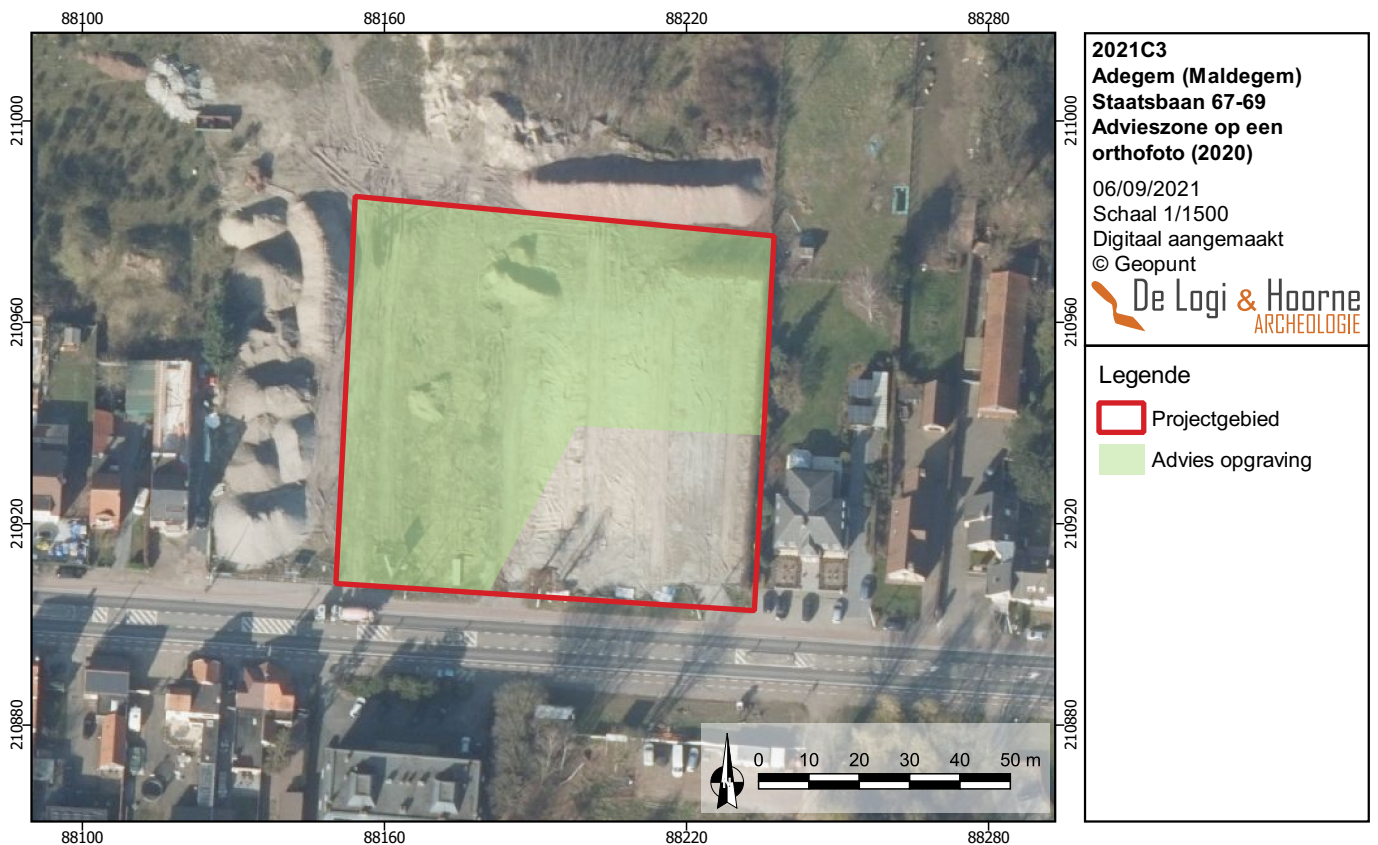 88100
88160
88220
88280
211000
211000
210960
210960
210920
210920
210880
210880
88100
88160
88220
88280
N
0 10 20 30 40 50 m
2021C3
Adegem (Maldegem)
Staatsbaan 67-69
Advieszone op een
orthofoto (2020)
06/09/2021
Schaal 1/1500
Digitaal aangemaakt
© Geopunt
De Logi & Hoorne
ARCHEOLOGIE
Legende
Projectgebied
Advies opgraving